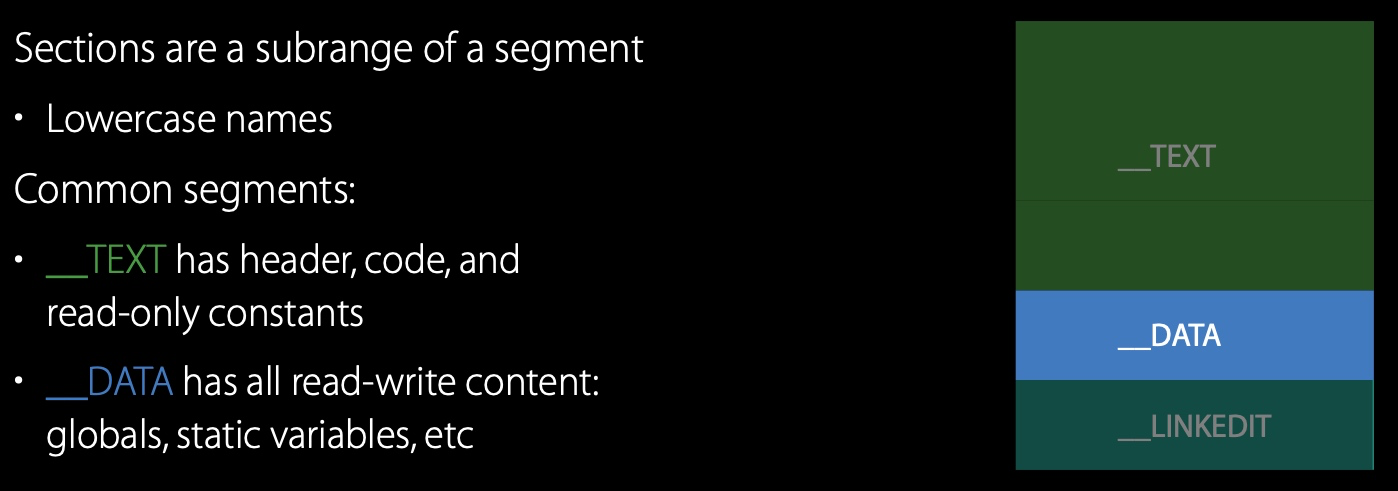 Sections are a subrange of a segment
• Lowercase names
Common segments:
• __TEXT has header, code, and
read-only constants
• __DATA has all read-write content:
globals, static variables, etc
__TEXT
__DATA
__LINKEDIT